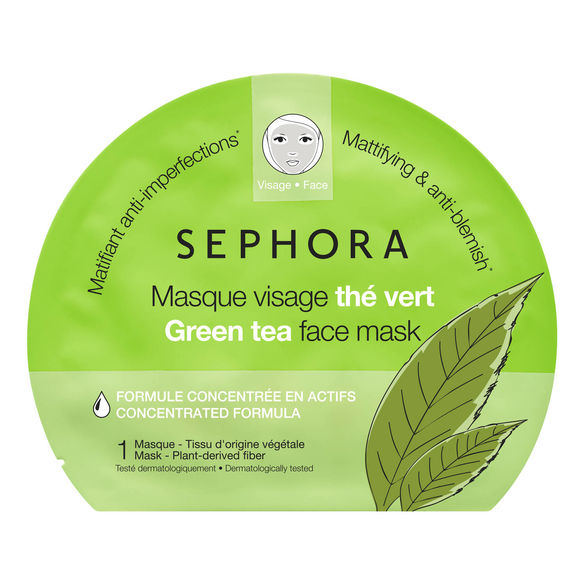 Visage • Face
Matifiant anti-imperfections*
Mattifying & anti-blemish*
SEPHORA
Masque visage thé vert
Green tea face mask
FORMULE CONCENTRÉE EN ACTIFS
CONCENTRATED FORMULA
1 Masque - Tissu d'origine végétale
Mask - Plant-derived fiber
Testé dermatologiquement • Dermatologically tested